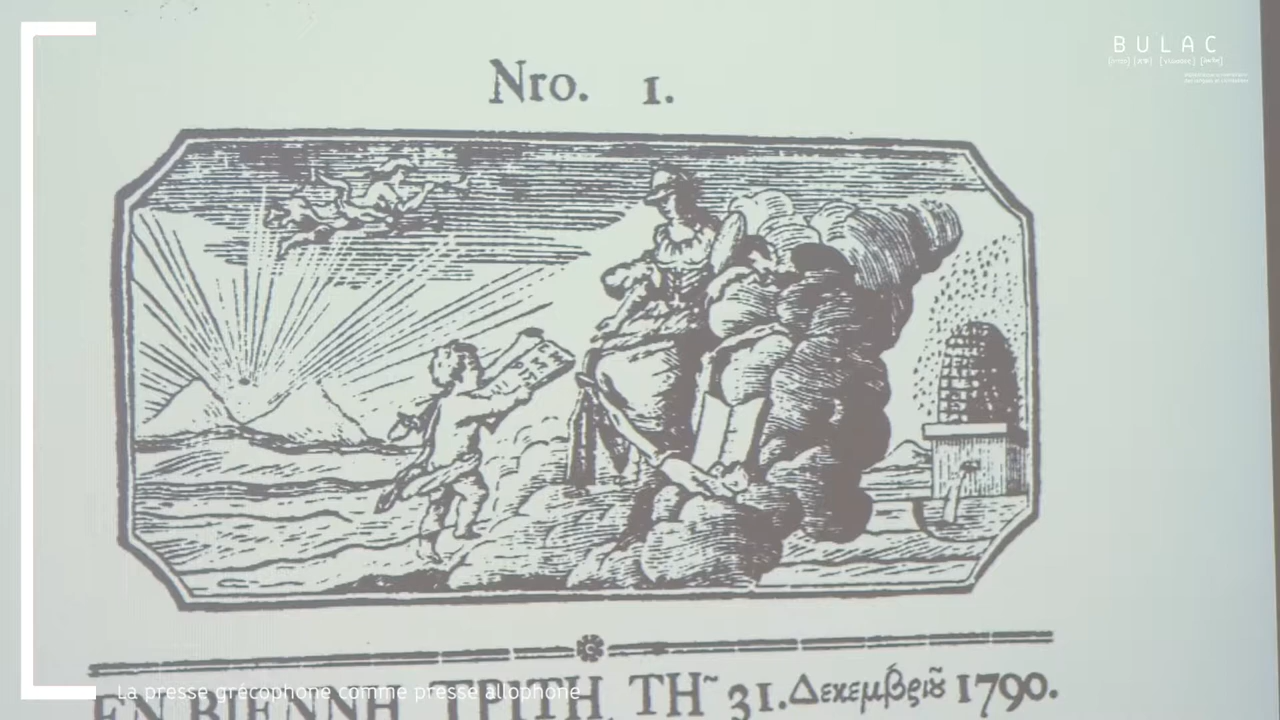 BULAC
Nro. 1.
ΕΝ ΒΙΕΝΝΗ ΤΡΙΤΗ ΤΗ῀ 31. Δεκεμβρίȣ῀ 1790.
La presse grécophone comme presse allophone